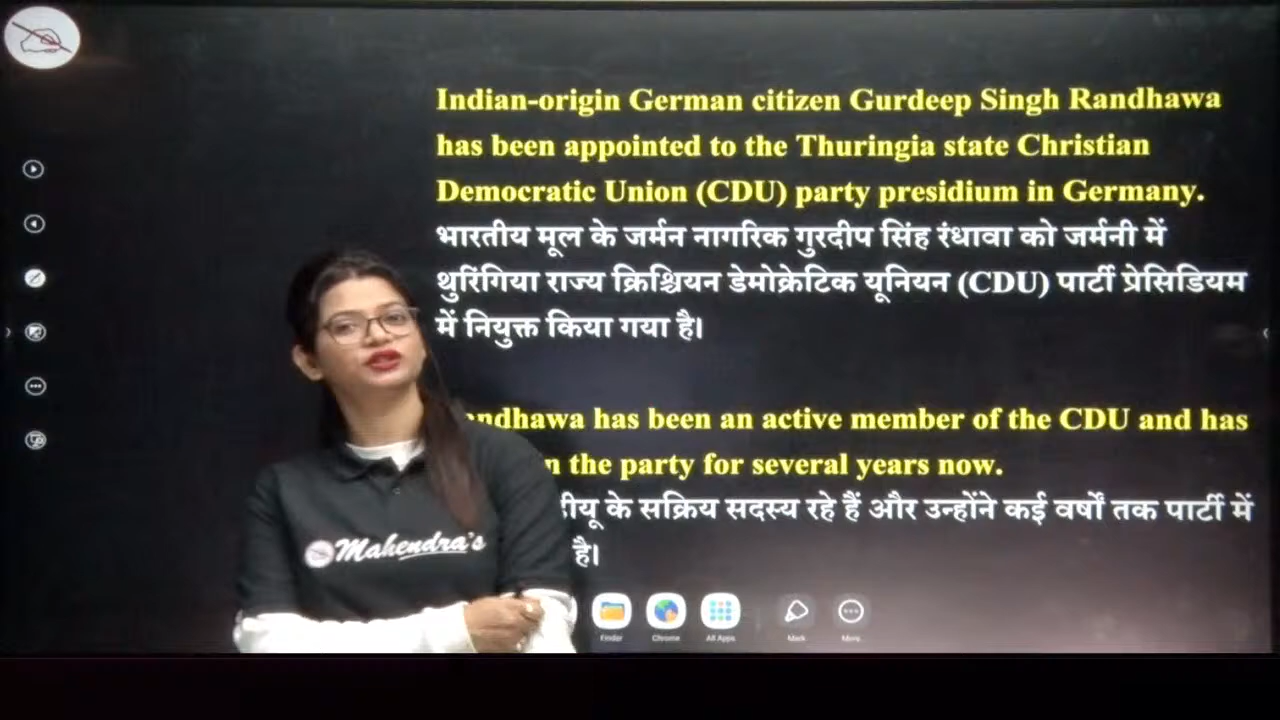 Indian-origin German citizen Gurdeep Singh Randhawa
has been appointed to the Thuringia state Christian
Democratic Union (CDU) party presidium in Germany.
भारतीय मूल के जर्मन नागरिक गुरदीप सिंह रंधावा को जर्मनी में
थुरिंगिया राज्य क्रिश्चियन डेमोक्रेटिक यूनियन (CDU) पार्टी प्रेसिडियम
में नियुक्त किया गया है।
has been an active member of the CDU and has
the party for several years now.
के सक्रिय सदस्य रहे हैं और उन्होंने कई वर्षों तक पार्टी में
है।
Mahendra's
Finder Chrome All Apps Mark More